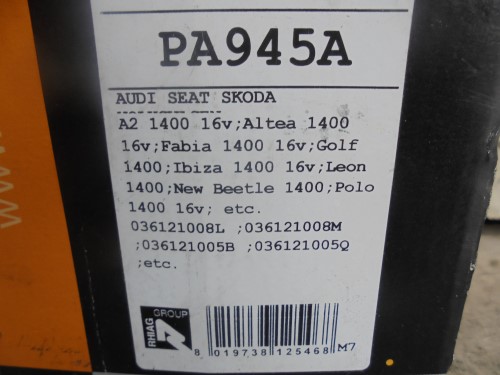 PA945A
AUDI SEAT SKODA
A2 1400 16v;Altea 1400
16v;Fabia 1400 16v;Golf
1400;Ibiza 1400 16v;Leon
1400;New Beetle 1400;Polo
1400 16v; etc.
036121008L ;036121008M
;036121005B ;036121005Q
;etc.
RHIAG GROUP
8 019738 125468 M7
www.